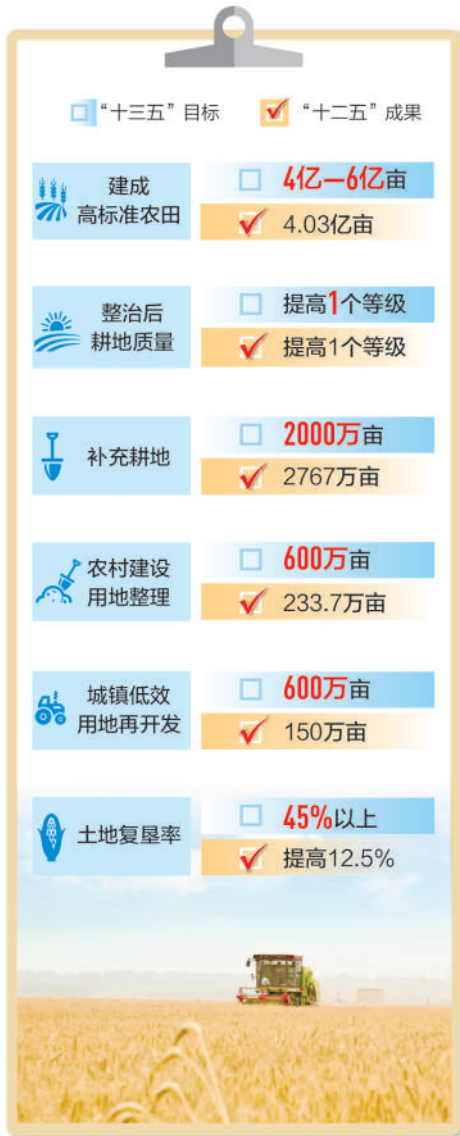 “十三五”目标 “十二五”成果
建成
高标准农田
4亿—6亿亩
4.03亿亩
整治后
耕地质量
提高1个等级
提高1个等级
补充耕地
2000万亩
2767万亩
农村建设
用地整理
600万亩
233.7万亩
城镇低效
用地再开发
600万亩
150万亩
土地复垦率
45%以上
提高12.5%